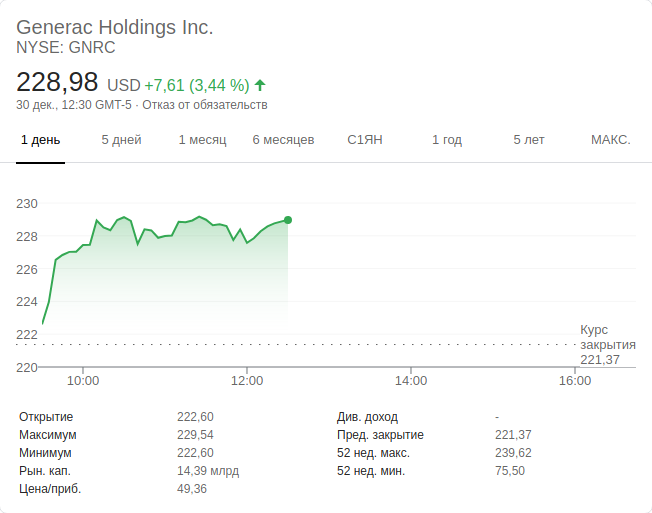 Generac Holdings Inc.
NYSE: GNRC
228,98 USD +7,61 (3,44 %)
30 дек., 12:30 GMT-5 · Отказ от обязательств
1 день 5 дней 1 месяц 6 месяцев С1ЯН 1 год 5 лет МАКС.
230
228
226
224
222
220
Курс
закрытия
221,37
10:00 12:00 14:00 16:00
Открытие 222,60 Див. доход -
Максимум 229,54 Пред. закрытие 221,37
Минимум 222,60 52 нед. макс. 239,62
Рын. кап. 14,39 млрд 52 нед. мин. 75,50
Цена/приб. 49,36